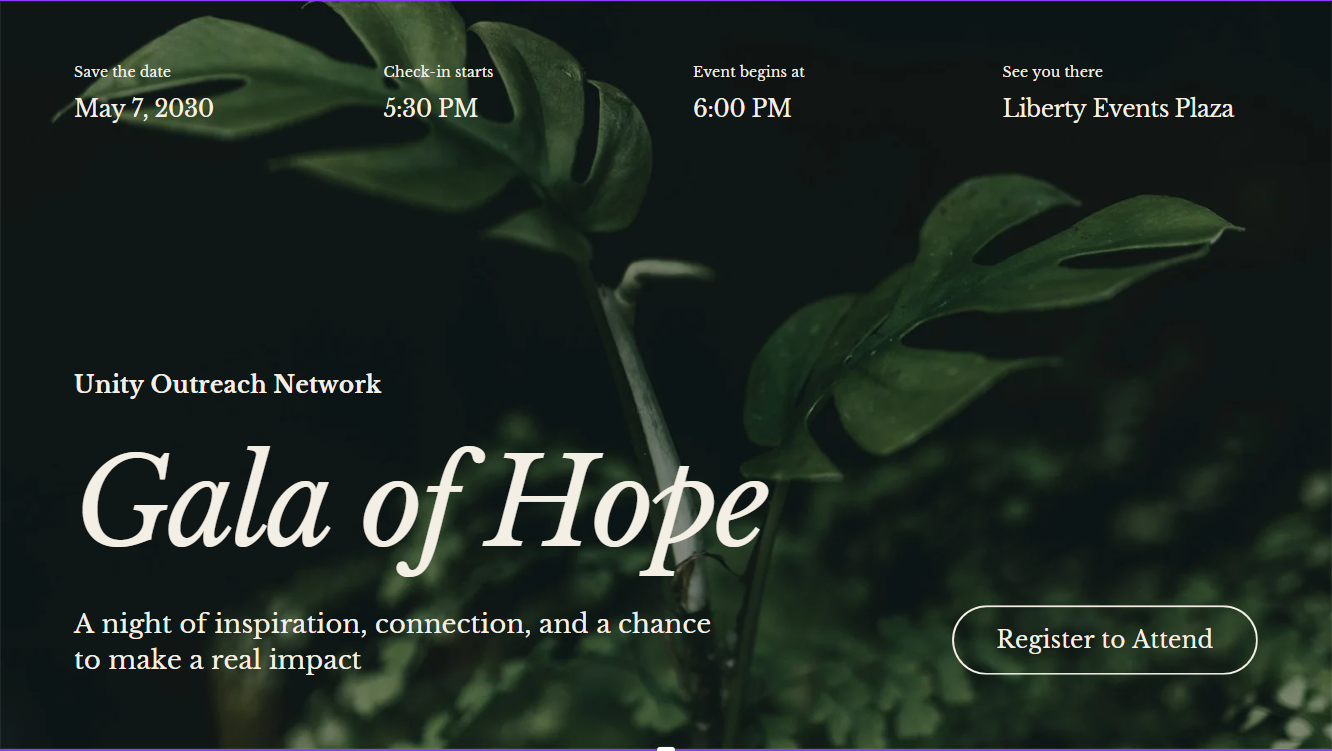 Save the date
May 7, 2030
Check-in starts
5:30 PM
Event begins at
6:00 PM
See you there
Liberty Events Plaza
Unity Outreach Network
Gala of Hope
A night of inspiration, connection, and a chance
to make a real impact
Register to Attend